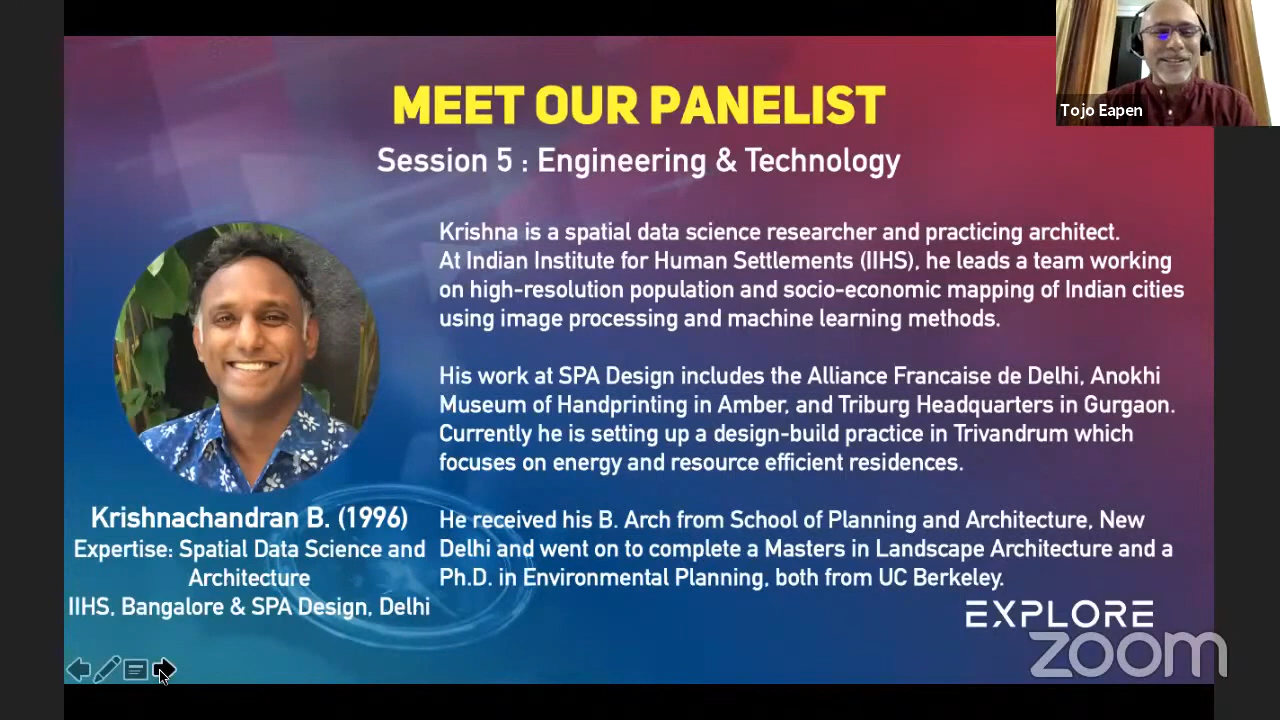 MEET OUR PANELIST
Session 5 : Engineering & Technology
Tojo Eapen
Krishna is a spatial data science researcher and practicing architect.
At Indian Institute for Human Settlements (IIHS), he leads a team working
on high-resolution population and socio-economic mapping of Indian cities
using image processing and machine learning methods.
His work at SPA Design includes the Alliance Francaise de Delhi, Anokhi
Museum of Handprinting in Amber, and Triburg Headquarters in Gurgaon.
Currently he is setting up a design-build practice in Trivandrum which
focuses on energy and resource efficient residences.
He received his B. Arch from School of Planning and Architecture, New
Delhi and went on to complete a Masters in Landscape Architecture and a
Ph.D. in Environmental Planning, both from UC Berkeley.
Krishnachandran B. (1996)
Expertise: Spatial Data Science and
Architecture
IIHS, Bangalore & SPA Design, Delhi
EXPLORE
zoom